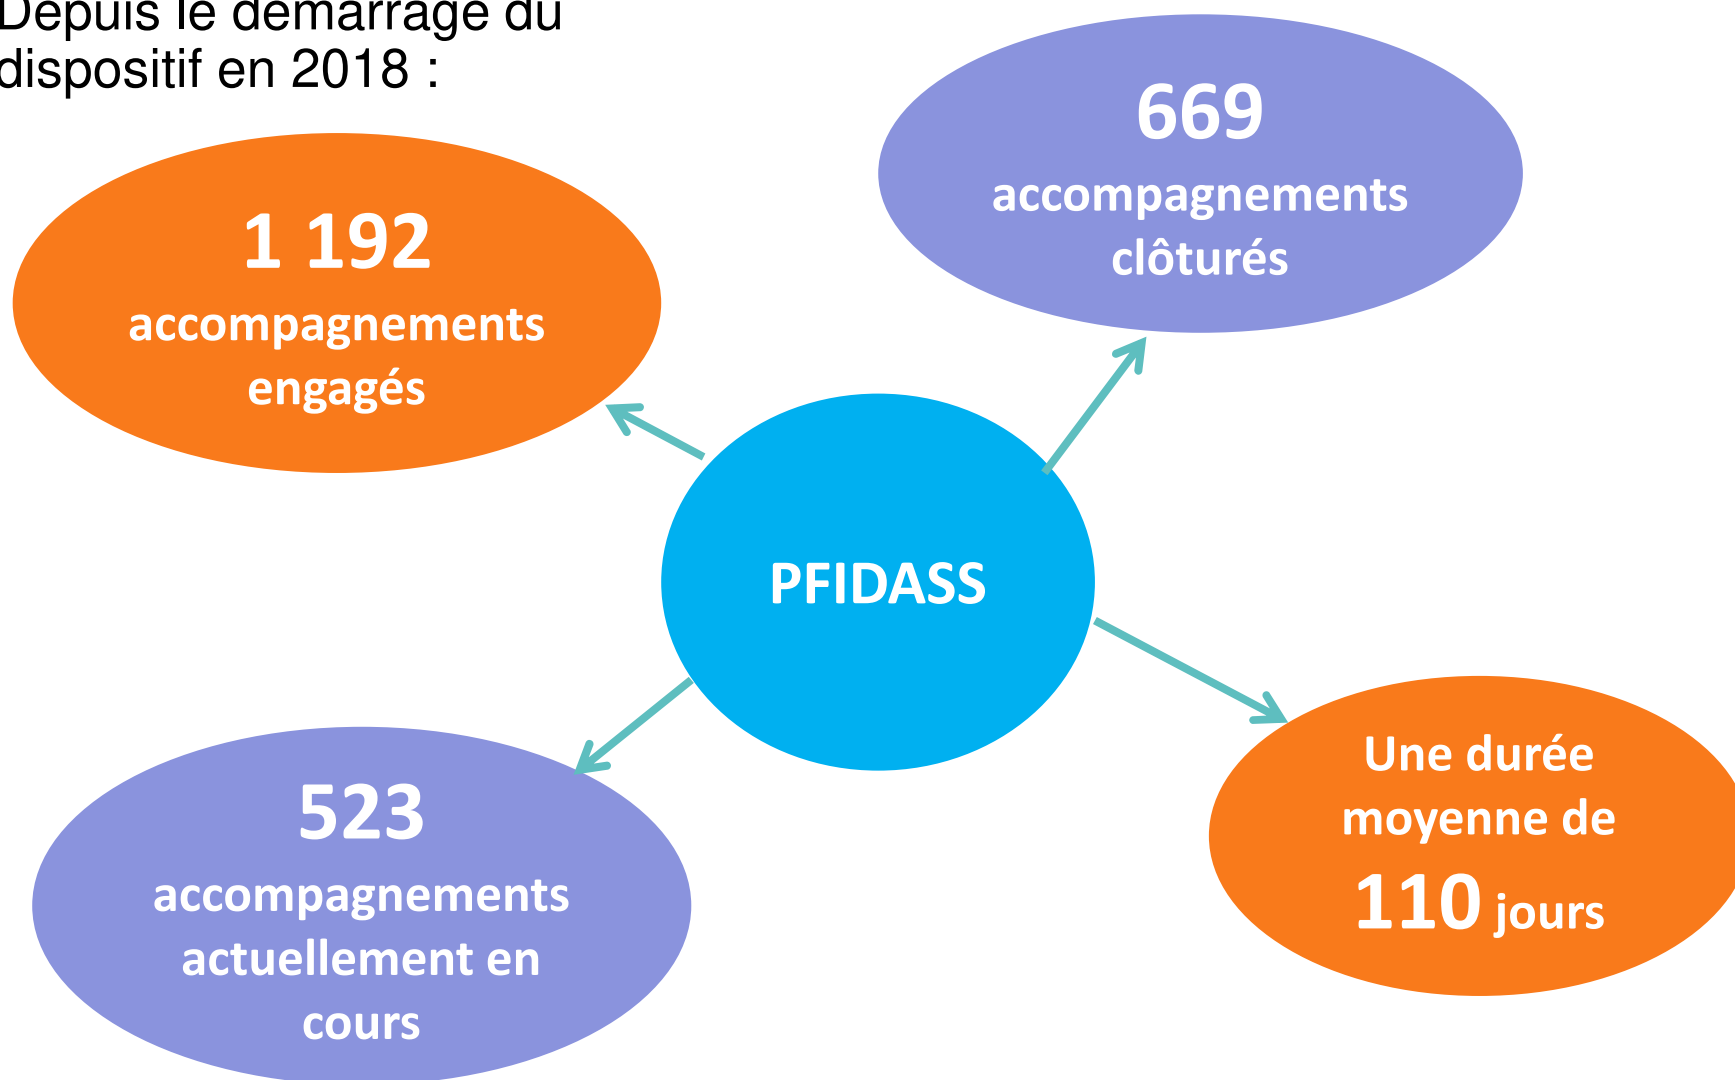 Depuis le démarrage du
dispositif en 2018 :
669
accompagnements
clôturés
1 192
accompagnements
engagés
PFIDASS
523
accompagnements
actuellement en
cours
Une durée
moyenne de
110 jours